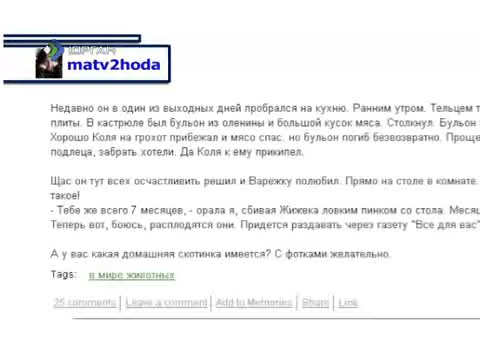 ЮРГАН
matv2hoda
Недавно он в один из выходных дней пробрался на кухню. Ранним утром. Тельцем т
плиты. В кастрюле был бульон из оленины и большой кусок мяса. Столкнул. Бульон
Хорошо Коля на грохот прибежал и мясо спас. но бульон погиб безвозвратно. Проще
подлеца, забрать хотели. Да Коля к ему прикипел.
Щас он тут всех осчастливить решил и Варежку полюбил. Прямо на столе в комнате.
такое!
- Тебе же всего 7 месяцев, - орала я, сбивая Жижека ловким пинком со стола. Месяц
Теперь вот, боюсь, расплодятся они. Придется раздавать через газету "Все для вас"
А у вас какая домашняя скотинка имеется? С фотками желательно.
Tags: в мире животных
25 comments | Leave a comment | Add to Memories | Share | Link